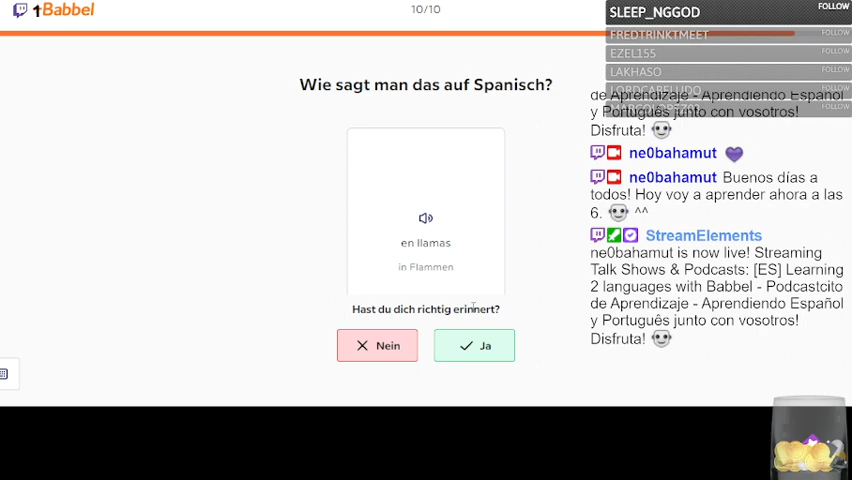 Babbel
10/10
Wie sagt man das auf Spanisch?
en llamas
in Flammen
Hast du dich richtig erinnert?
Nein
Ja
SLEEP_NGGOD FOLLOW
FREDTRINKTMEET FOLLOW
EZEL155 FOLLOW
LAKHASO FOLLOW
LORDCABELUDO FOLLOW
FOLLOW
de Aprendizaje - Aprendiendo Español
y Português junto con vosotros!
Disfruta!
ne0bahamut
ne0bahamut Buenos días a
todos! Hoy voy a aprender ahora a las
6. ^^
StreamElements
ne0bahamut is now live! Streaming
Talk Shows & Podcasts: [ES] Learning
2 languages with Babbel - Podcastcito
de Aprendizaje - Aprendiendo Español
y Português junto con vosotros!
Disfruta!